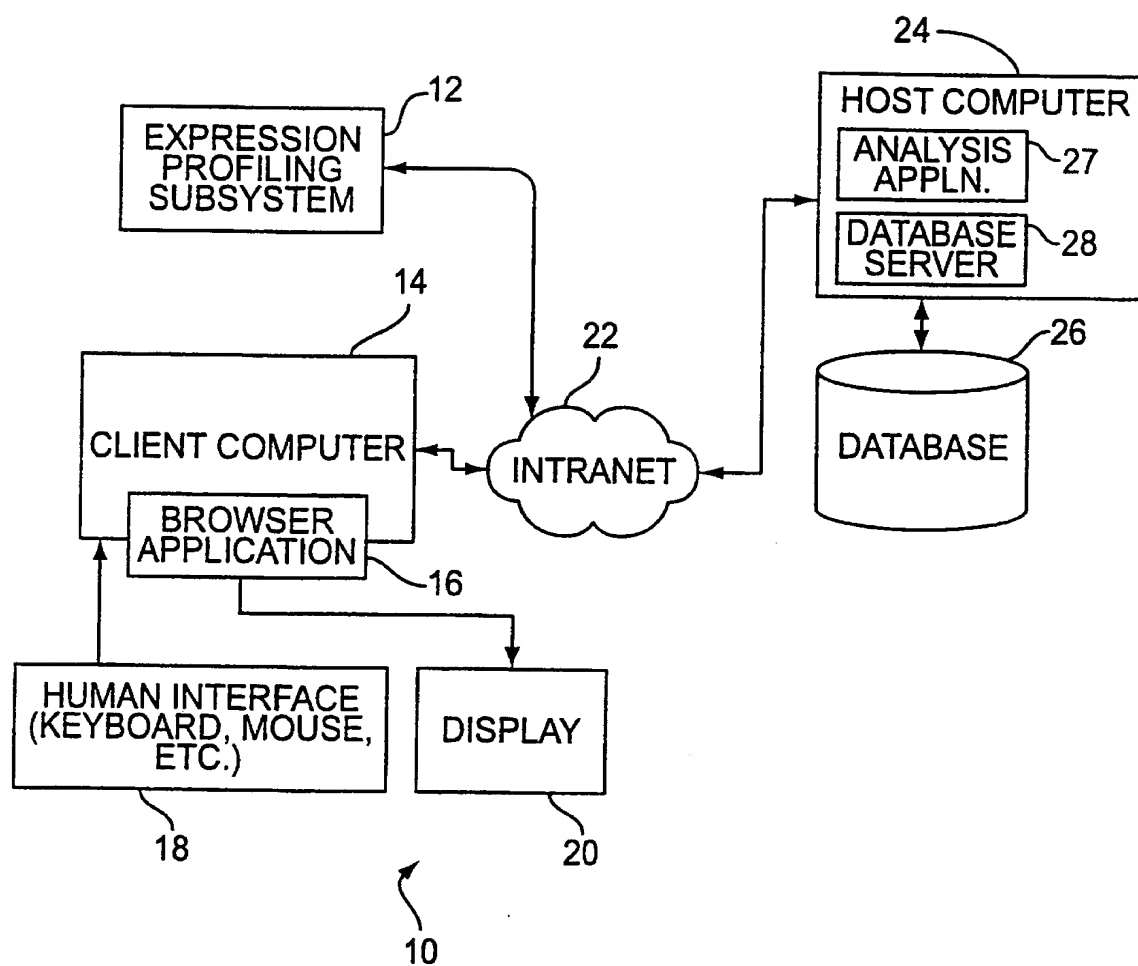 24
HOST COMPUTER
ANALYSIS
APPLN.
27
DATABASE
SERVER
28
12
EXPRESSION
PROFILING
SUBSYSTEM
14
CLIENT COMPUTER
BROWSER
APPLICATION
16
22
INTRANET
26
DATABASE
HUMAN INTERFACE
(KEYBOARD, MOUSE,
ETC.)
18
DISPLAY
20
10